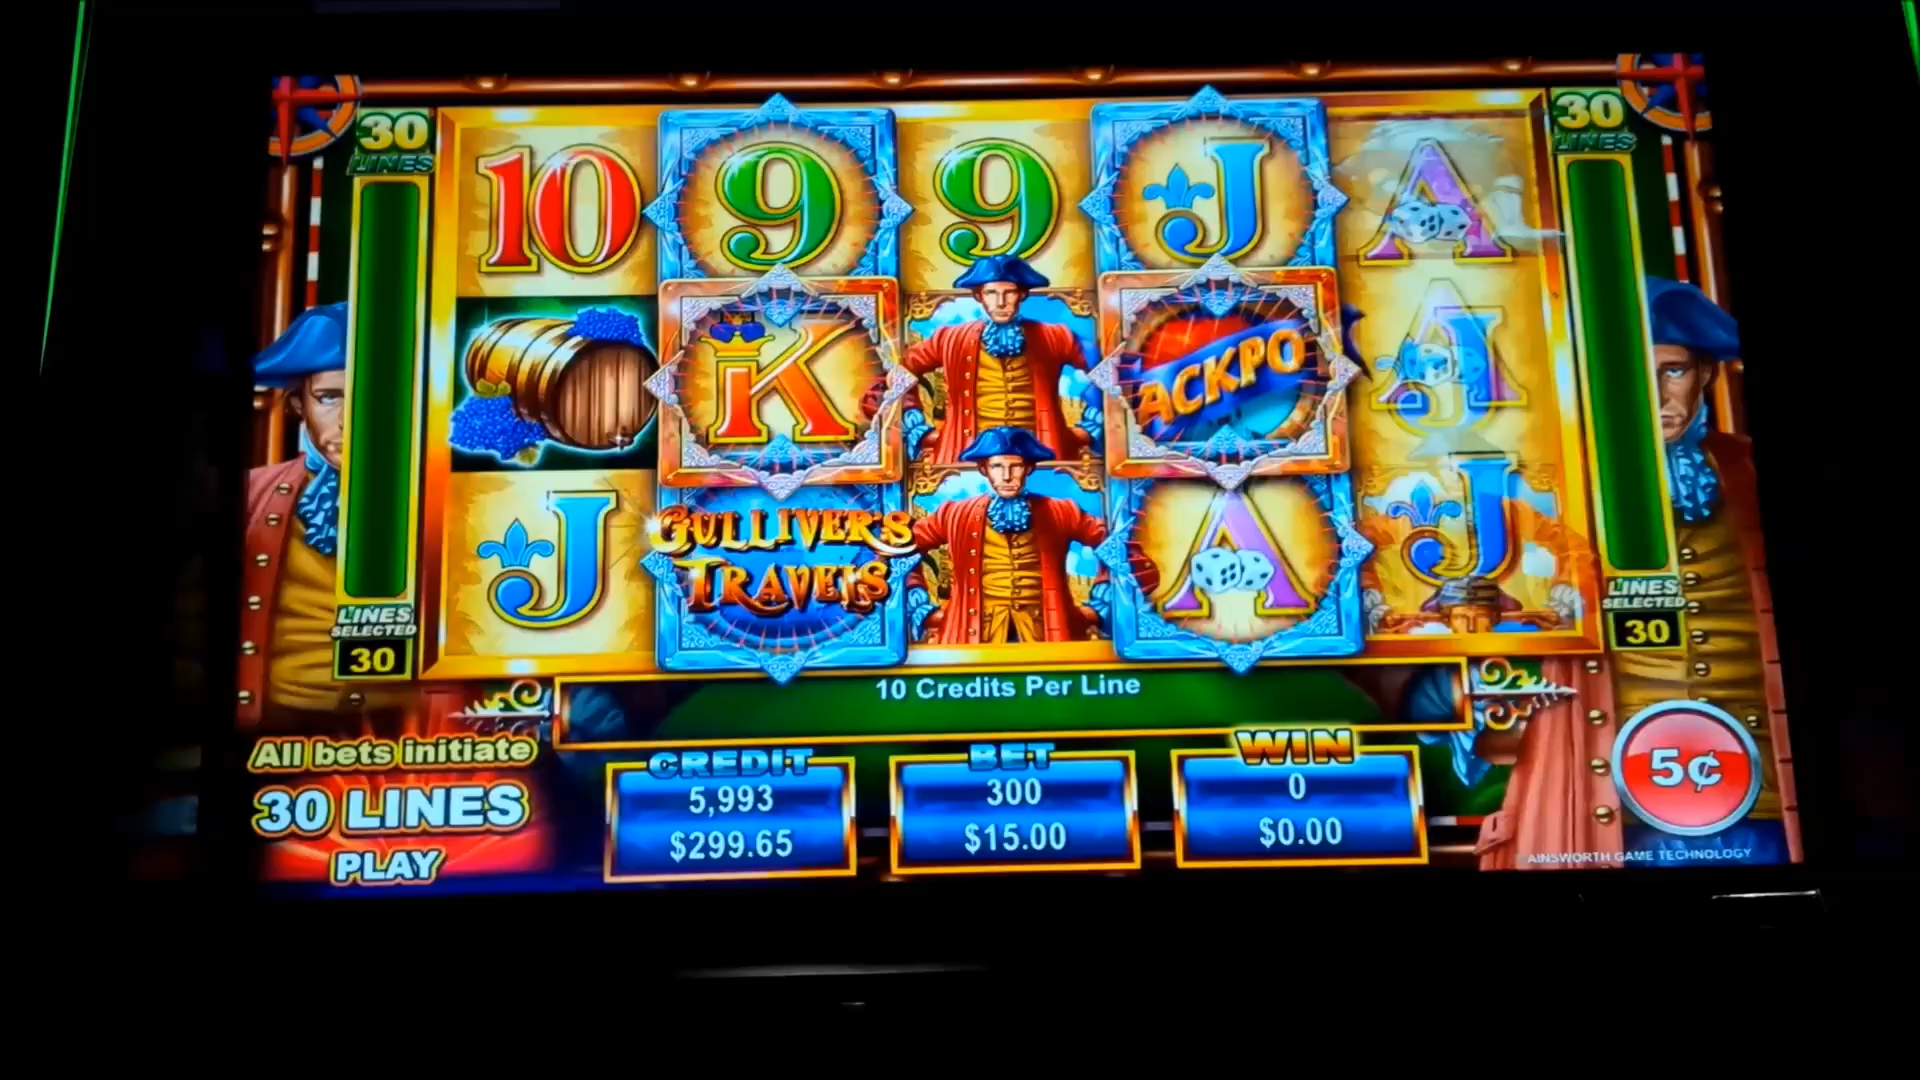 30
LINES
30
LINES
10
9
9
J
A
K
ACKPO
A
J
J
GULLIVER'S
TRAVELS
A
J
LINES
SELECTED
30
LINES
SELECTED
30
10 Credits Per Line
All bets initiate
30 LINES
PLAY
CREDIT
5,993
$299.65
BET
300
$15.00
WIN
0
$0.00
5¢
AINSWORTH GAME TECHNOLOGY